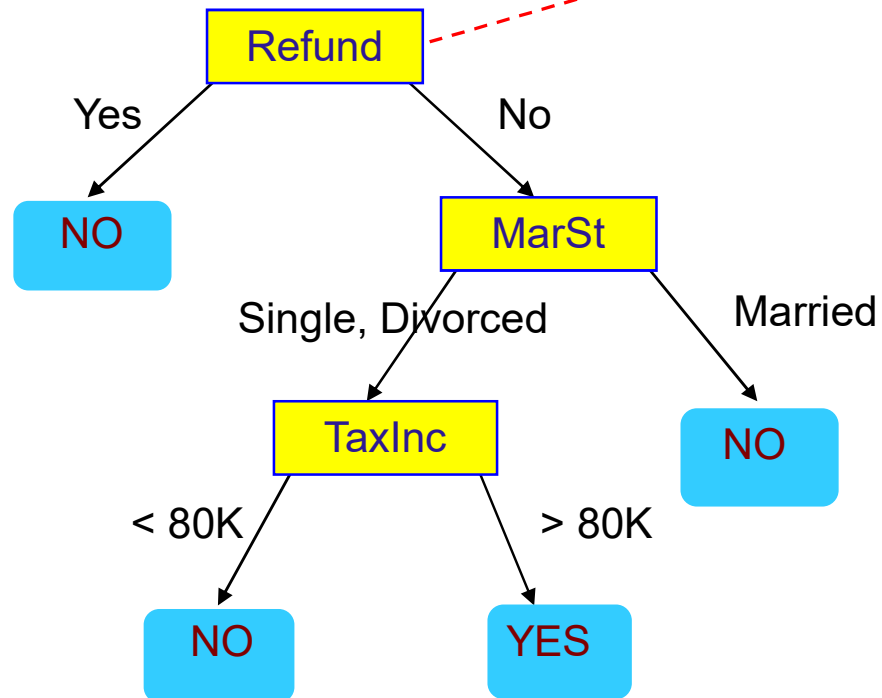 Refund
Yes
No
NO
MarSt
Single, Divorced
Married
TaxInc
NO
< 80K
> 80K
NO
YES